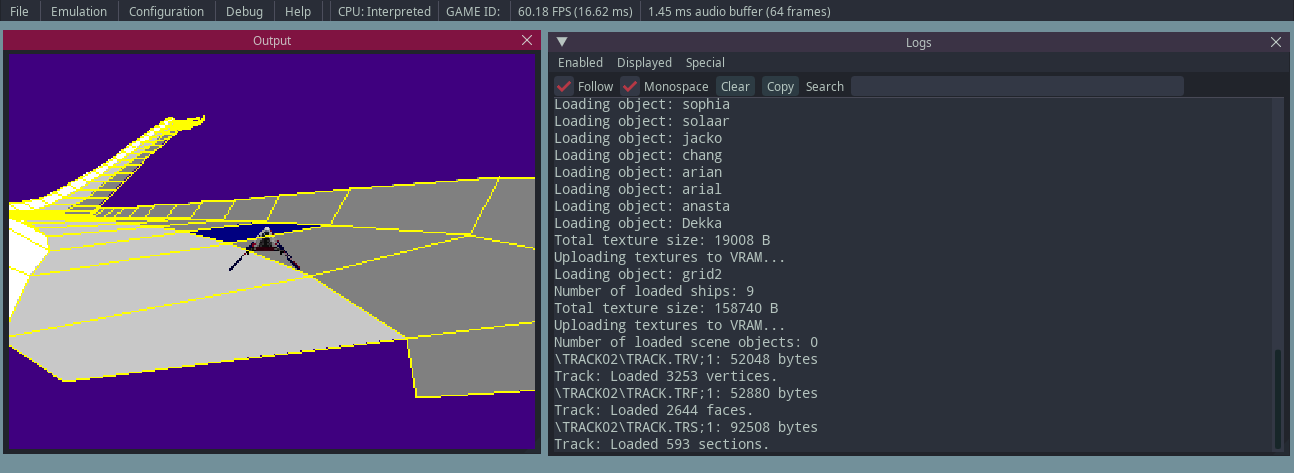 File Emulation Configuration Debug Help CPU: Interpreted GAME ID: 60.18 FPS (16.62 ms) 1.45 ms audio buffer (64 frames)
Output
Logs
Enabled Displayed Special
Follow Monospace Clear Copy Search
Loading object: sophia
Loading object: solaar
Loading object: jacko
Loading object: chang
Loading object: arian
Loading object: arial
Loading object: anasta
Loading object: Dekka
Total texture size: 19008 B
Uploading textures to VRAM...
Loading object: grid2
Number of loaded ships: 9
Total texture size: 158740 B
Uploading textures to VRAM...
Number of loaded scene objects: 0
\TRACK02\TRACK.TRV;1: 52048 bytes
Track: Loaded 3253 vertices.
\TRACK02\TRACK.TRF;1: 52880 bytes
Track: Loaded 2644 faces.
\TRACK02\TRACK.TRS;1: 92508 bytes
Track: Loaded 593 sections.